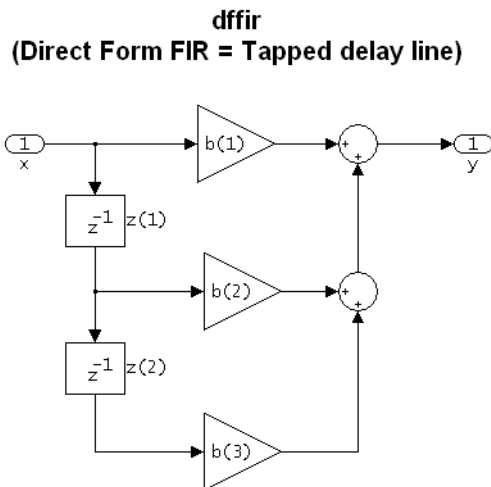 dffir
(Direct Form FIR = Tapped delay line)
1
x
b(1)
+
+
1
y
z-1
z(1)
b(2)
+
+
z-1
z(2)
b(3)